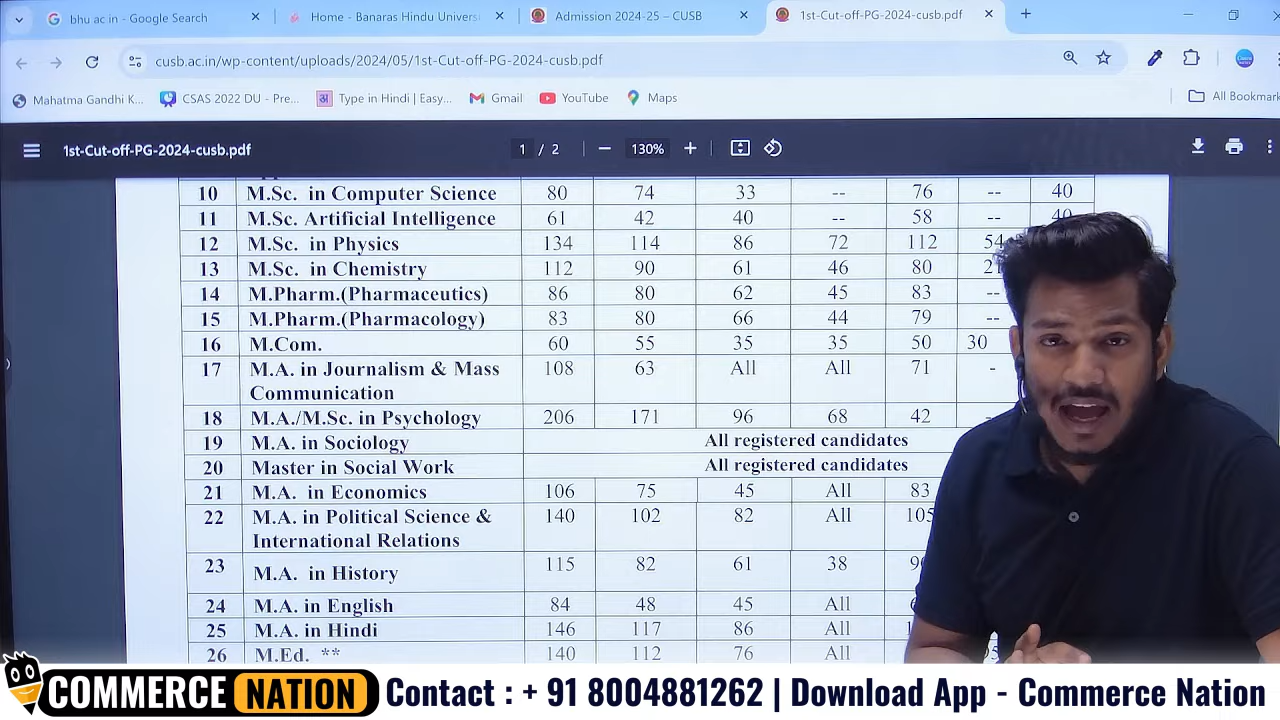 bhu ac in - Google Search
Home - Banaras Hindu Universi
Admission 2024-25 – CUSB
1st-Cut-off-PG-2024-cusb.pdf
cusb.ac.in/wp-content/uploads/2024/05/1st-Cut-off-PG-2024-cusb.pdf
Mahatma Gandhi K... CSAS 2022 DU - Pre... अ Type in Hindi | Easy... Gmail YouTube Maps All Bookmark
1st-Cut-off-PG-2024-cusb.pdf 1 / 2 130%
10 M.Sc. in Computer Science 80 74 33 -- 76 -- 40
11 M.Sc. Artificial Intelligence 61 42 40 -- 58 -- 40
12 M.Sc. in Physics 134 114 86 72 112 54
13 M.Sc. in Chemistry 112 90 61 46 80 21
14 M.Pharm.(Pharmaceutics) 86 80 62 45 83 --
15 M.Pharm.(Pharmacology) 83 80 66 44 79 --
16 M.Com. 60 55 35 35 50 30
17 M.A. in Journalism & Mass 108 63 All All 71 -
Communication
18 M.A./M.Sc. in Psychology 206 171 96 68 42 -
19 M.A. in Sociology All registered candidates
20 Master in Social Work All registered candidates
21 M.A. in Economics 106 75 45 All 83
22 M.A. in Political Science & 140 102 82 All 105
International Relations
23 M.A. in History 115 82 61 38
24 M.A. in English 84 48 45 All
25 M.A. in Hindi 146 117 86 All
26 M.Ed. ** 140 112 76 All
COMMERCE NATION Contact : + 91 8004881262 | Download App - Commerce Nation